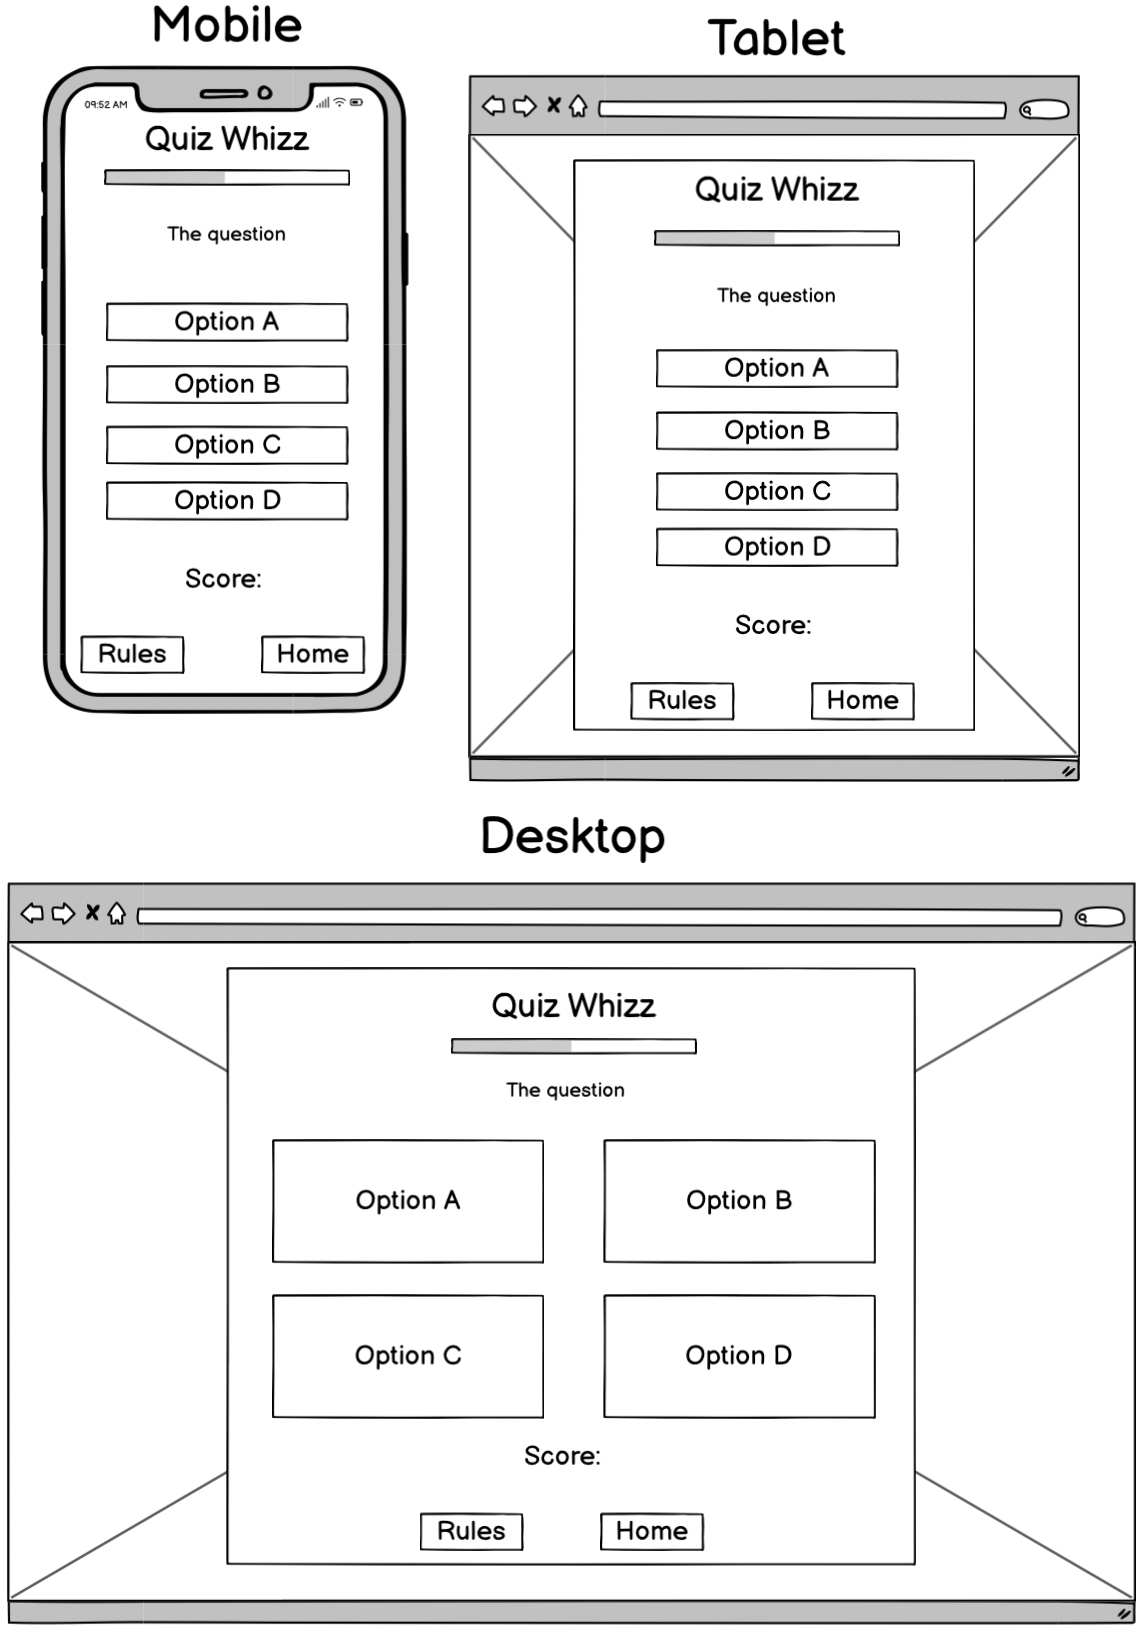 Mobile
09:52 AM
Quiz Whizz
The question
Option A
Option B
Option C
Option D
Score:
Rules
Home
Tablet
Quiz Whizz
The question
Option A
Option B
Option C
Option D
Score:
Rules
Home
Desktop
Quiz Whizz
The question
Option A
Option B
Option C
Option D
Score:
Rules
Home